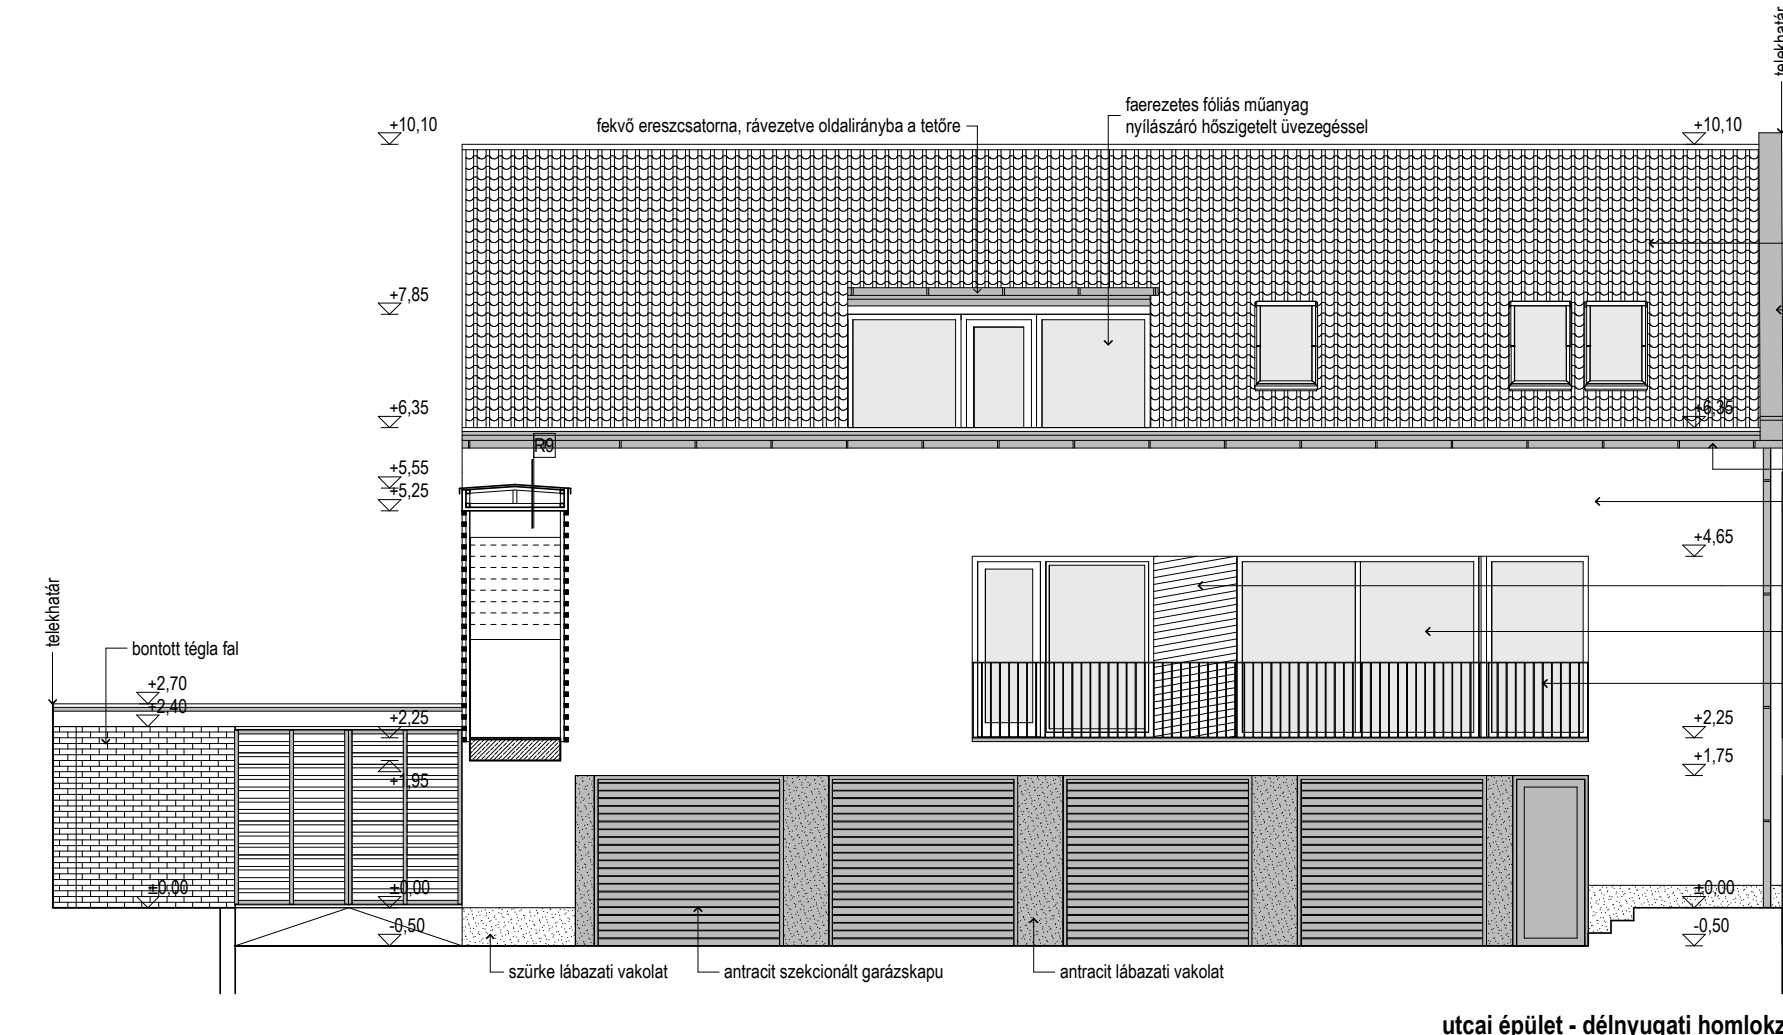 telekhatár
faerezetes fóliás műanyag
nyílászáró hőszigetelt üvezegéssel
fekvő ereszcsatorna, rávezetve oldalirányba a tetőre
+10,10
+10,10
+7,85
+6,35
+6,35
R9
+5,55
+5,25
+4,65
telekhatár
bontott tégla fal
+2,70
+2,40
+2,25
+2,25
+1,75
+1,95
±0,00
±0,00
±0,00
-0,50
-0,50
szürke lábazati vakolat
antracit szekcionált garázskapu
antracit lábazati vakolat
utcai épület - délnyugati homlokz